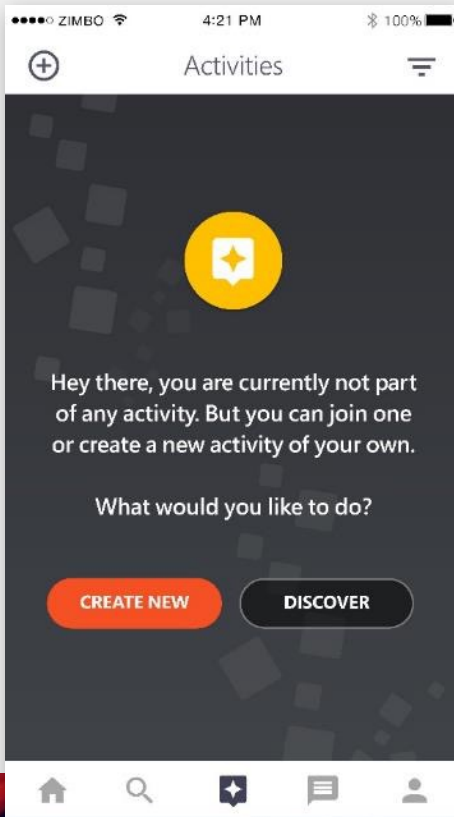 ZIMBO 4:21 PM 100%
Activities
Hey there, you are currently not part
of any activity. But you can join one
or create a new activity of your own.
What would you like to do?
CREATE NEW DISCOVER